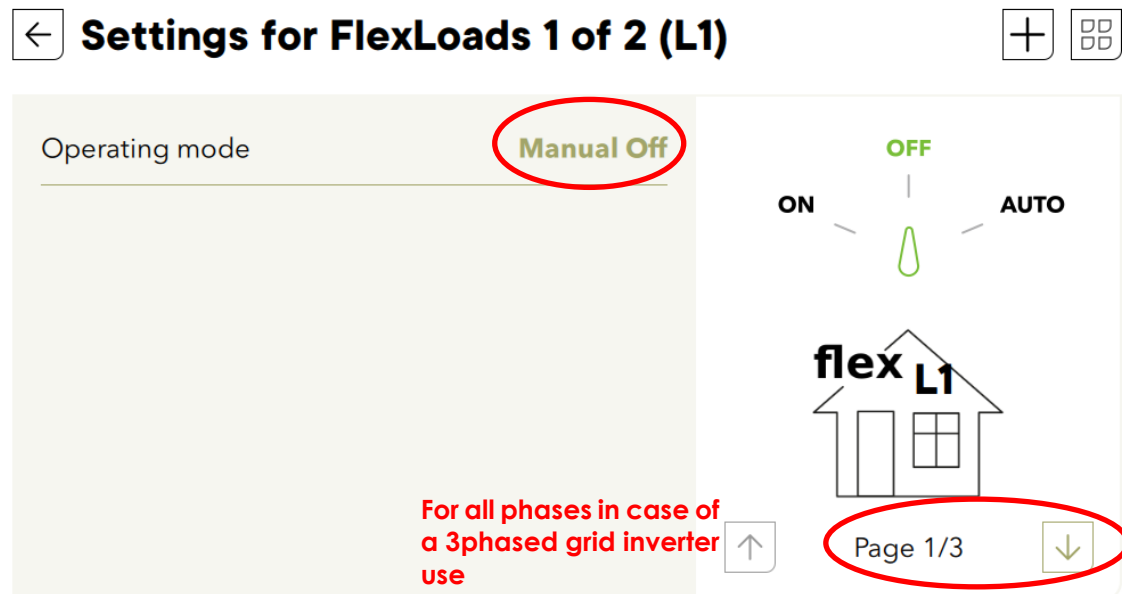 Settings for FlexLoads 1 of 2 (L1)
Operating mode
Manual Off
OFF
ON
AUTO
flex L1
For all phases in case of
a 3phased grid inverter
use
Page 1/3